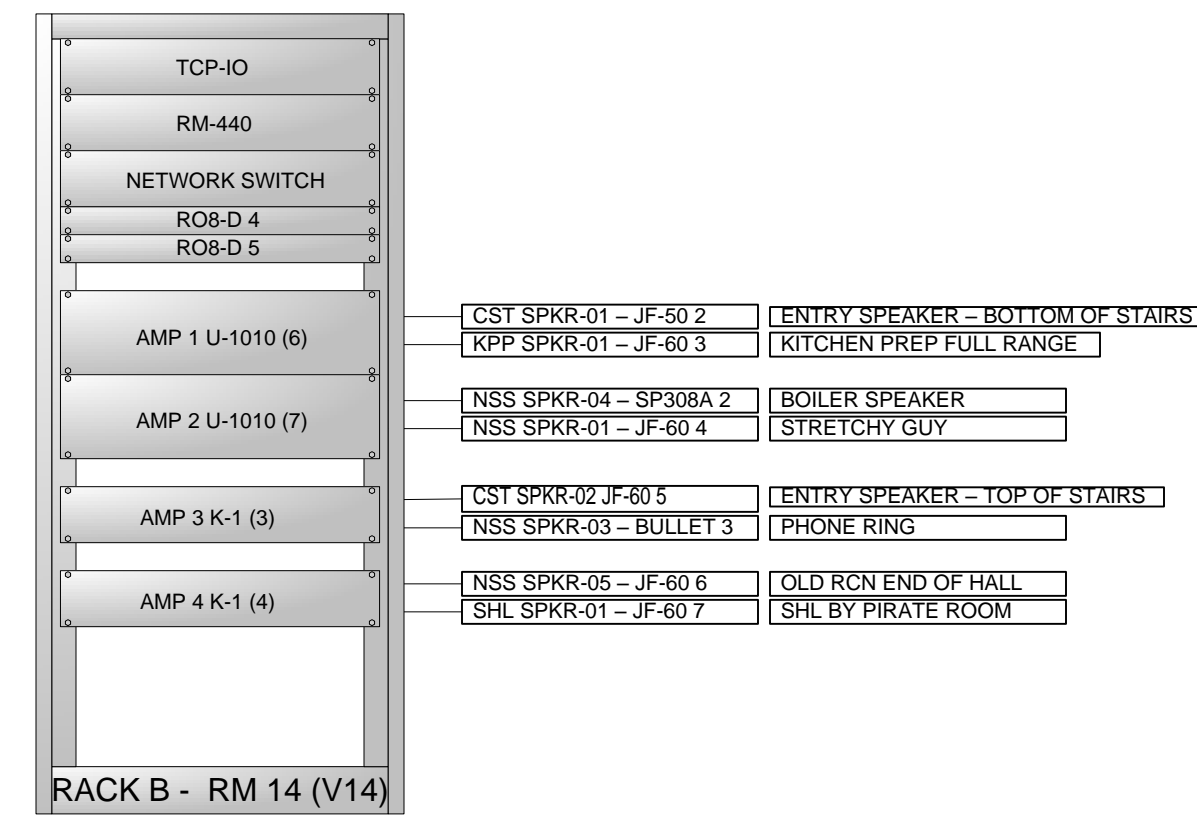 TCP-IO
RM-440
NETWORK SWITCH
RO8-D 4
RO8-D 5
AMP 1 U-1010 (6)
CST SPKR-01 – JF-50 2 ENTRY SPEAKER – BOTTOM OF STAIRS
KPP SPKR-01 – JF-60 3 KITCHEN PREP FULL RANGE
AMP 2 U-1010 (7)
NSS SPKR-04 – SP308A 2 BOILER SPEAKER
NSS SPKR-01 – JF-60 4 STRETCHY GUY
AMP 3 K-1 (3)
CST SPKR-02 JF-60 5 ENTRY SPEAKER – TOP OF STAIRS
NSS SPKR-03 – BULLET 3 PHONE RING
AMP 4 K-1 (4)
NSS SPKR-05 – JF-60 6 OLD RCN END OF HALL
SHL SPKR-01 – JF-60 7 SHL BY PIRATE ROOM
RACK B - RM 14 (V14)